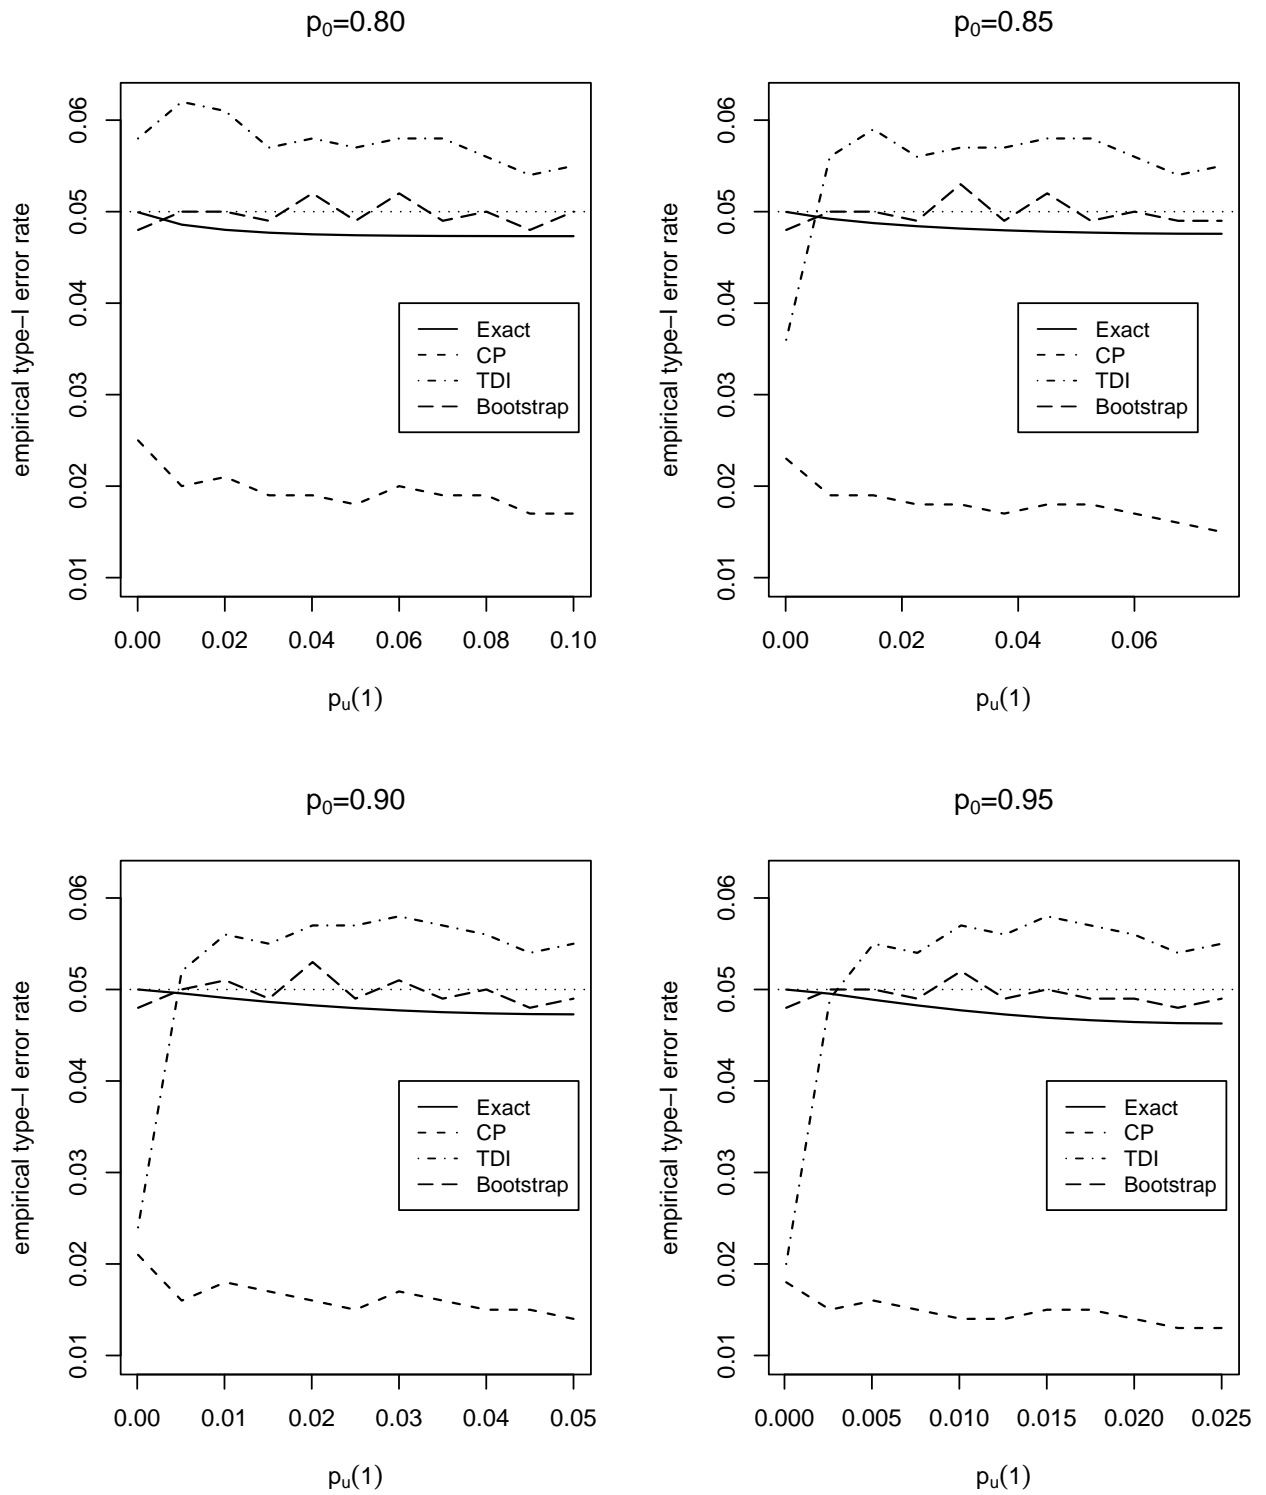 p0=0.80
empirical type−I error rate
0.06
0.05
0.04
0.03
0.02
0.01
Exact
CP
TDI
Bootstrap
0.00 0.02 0.04 0.06 0.08 0.10
pu(1)
p0=0.85
empirical type−I error rate
0.06
0.05
0.04
0.03
0.02
0.01
Exact
CP
TDI
Bootstrap
0.00 0.02 0.04 0.06
pu(1)
p0=0.90
empirical type−I error rate
0.06
0.05
0.04
0.03
0.02
0.01
Exact
CP
TDI
Bootstrap
0.00 0.01 0.02 0.03 0.04 0.05
pu(1)
p0=0.95
empirical type−I error rate
0.06
0.05
0.04
0.03
0.02
0.01
Exact
CP
TDI
Bootstrap
0.000 0.005 0.010 0.015 0.020 0.025
pu(1)